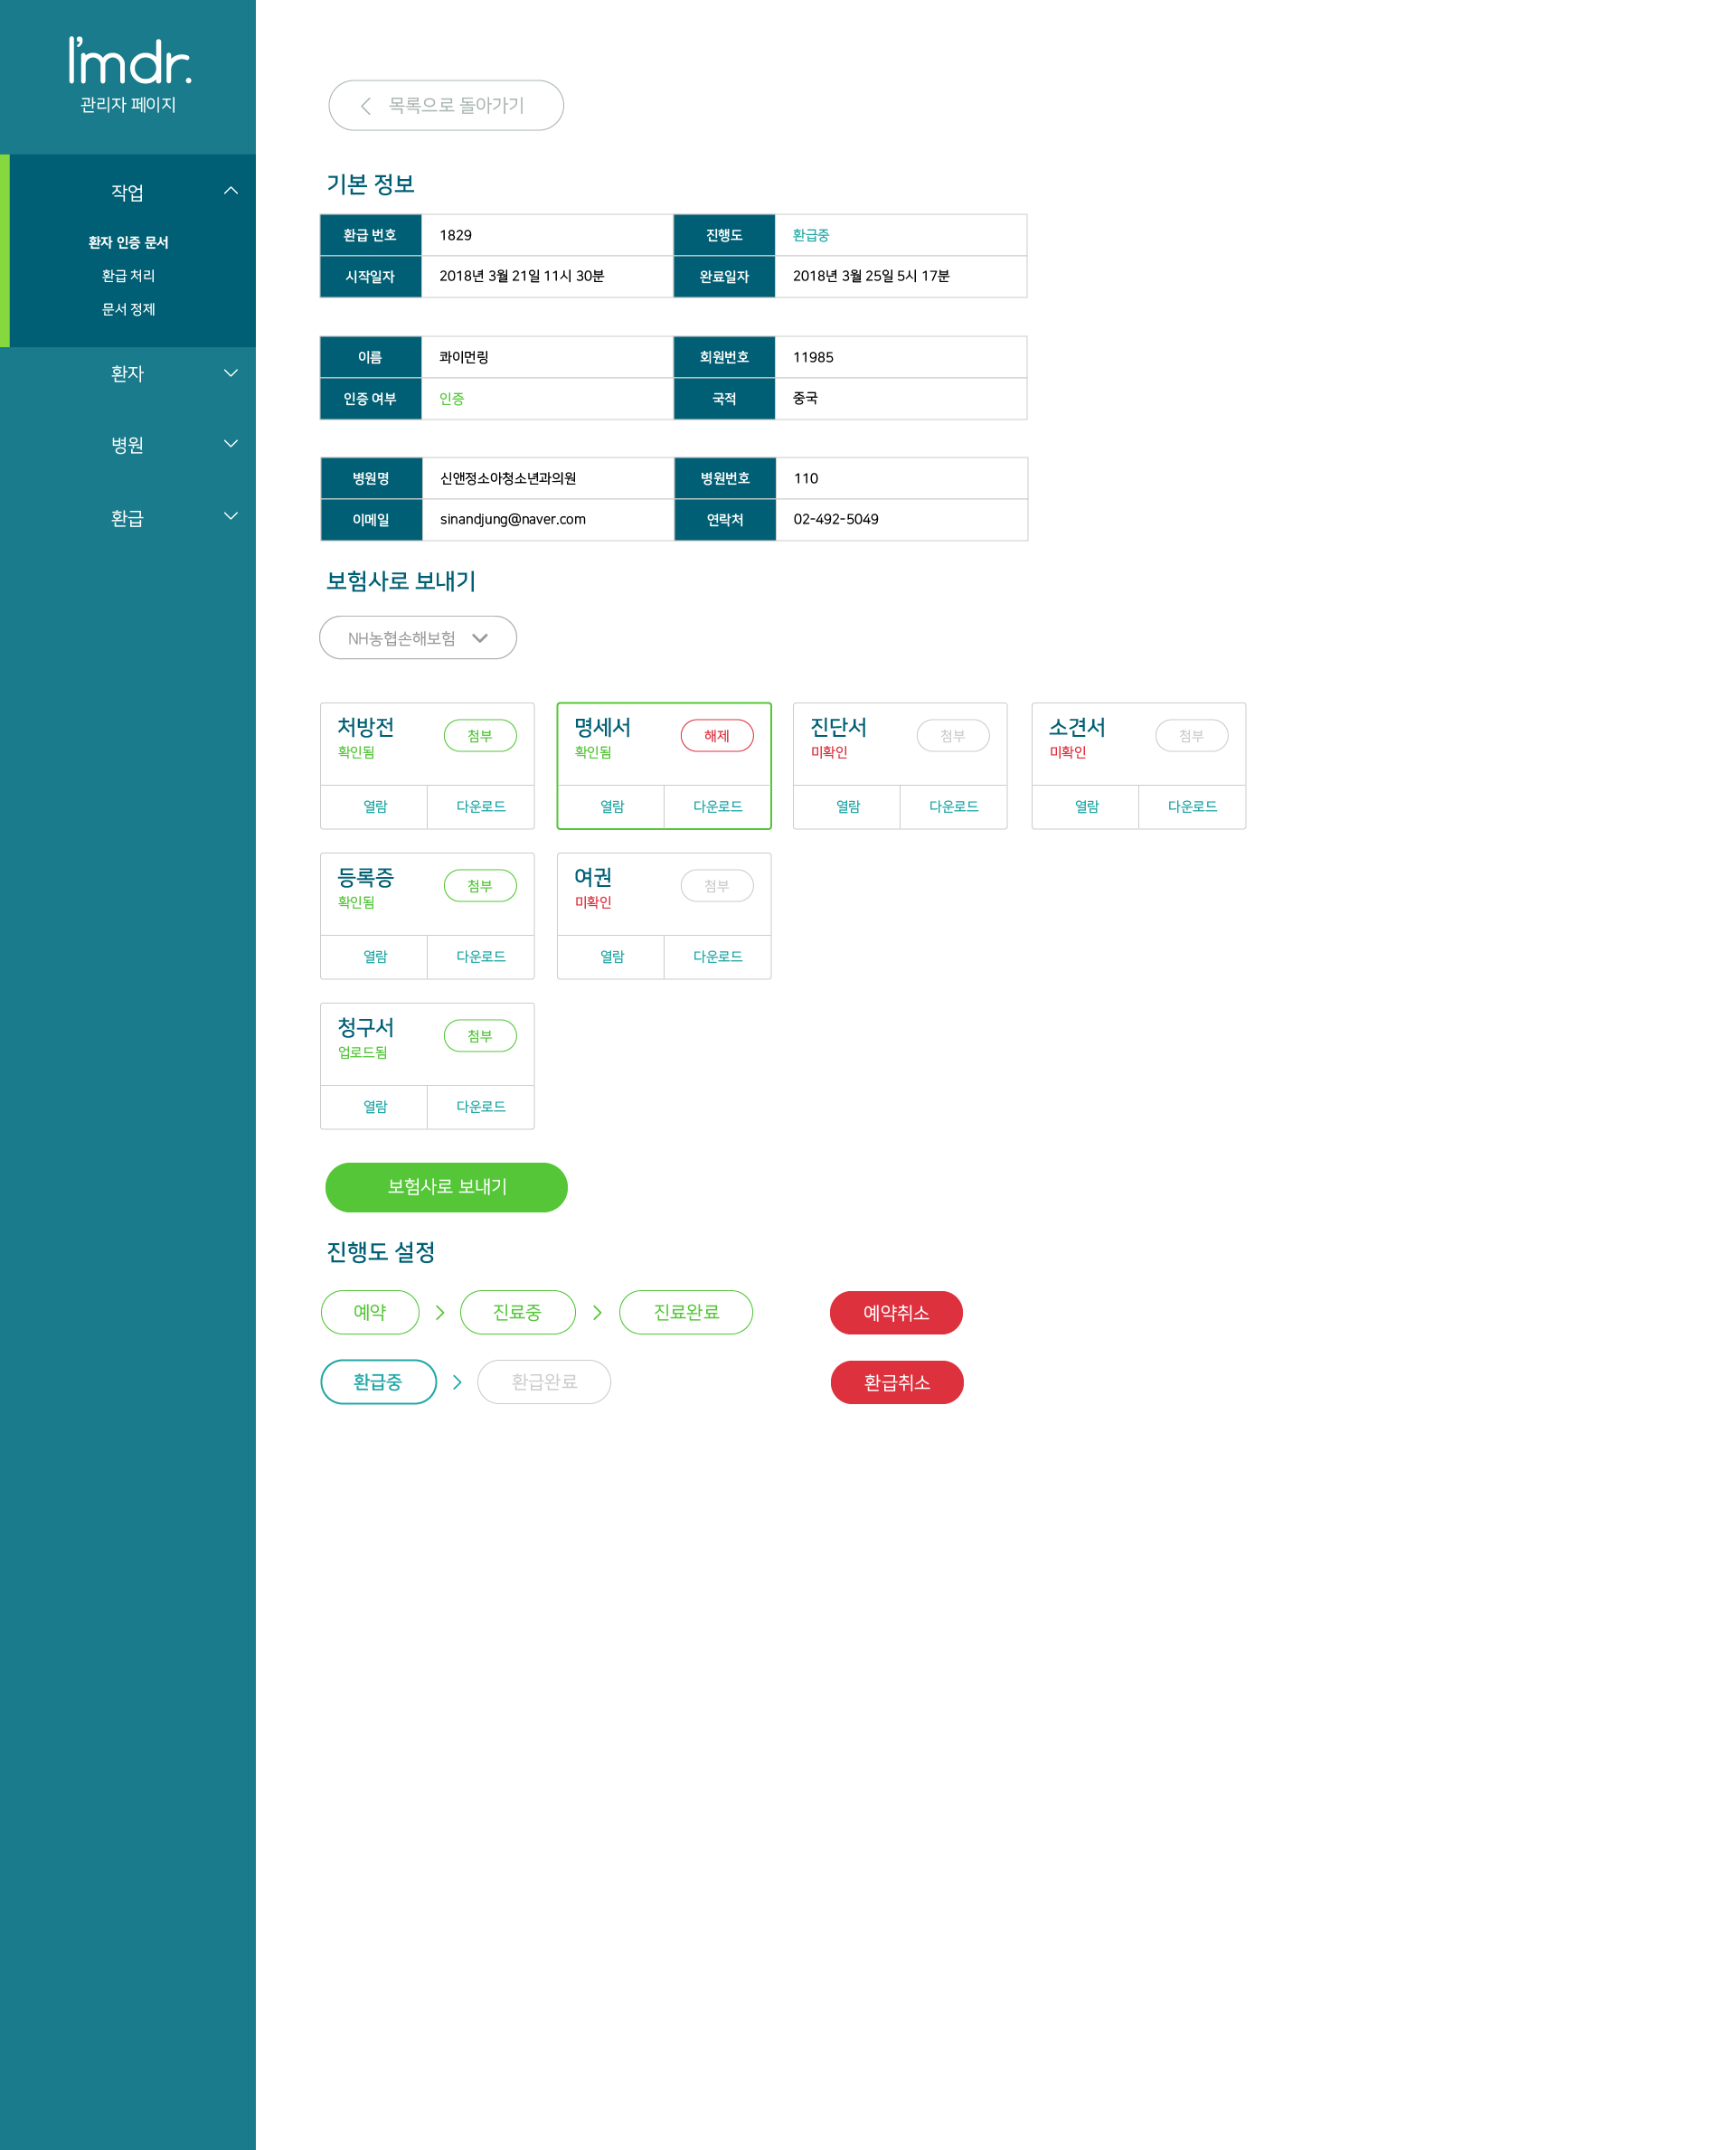 I'mdr.
관리자 페이지
작업
환자 인증 문서
환급 처리
문서 정제
환자
병원
환급
목록으로 돌아가기
기본 정보
환급 번호 1829 진행도 환급중
시작일자 2018년 3월 21일 11시 30분 완료일자 2018년 3월 25일 5시 17분
이름 콰이먼링 회원번호 11985
인증 여부 인증 국적 중국
병원명 신앤정소아청소년과의원 병원번호 110
이메일 sinandjung@naver.com 연락처 02-492-5049
보험사로 보내기
NH농협손해보험
처방전 첨부 명세서 해제 진단서 첨부 소견서 첨부
확인됨 확인됨 미확인 미확인
열람 다운로드 열람 다운로드 열람 다운로드 열람 다운로드
등록증 첨부 여권 첨부
확인됨 미확인
열람 다운로드 열람 다운로드
청구서 첨부
업로드됨
열람 다운로드
보험사로 보내기
진행도 설정
예약 진료중 진료완료 예약취소
환급중 환급완료 환급취소